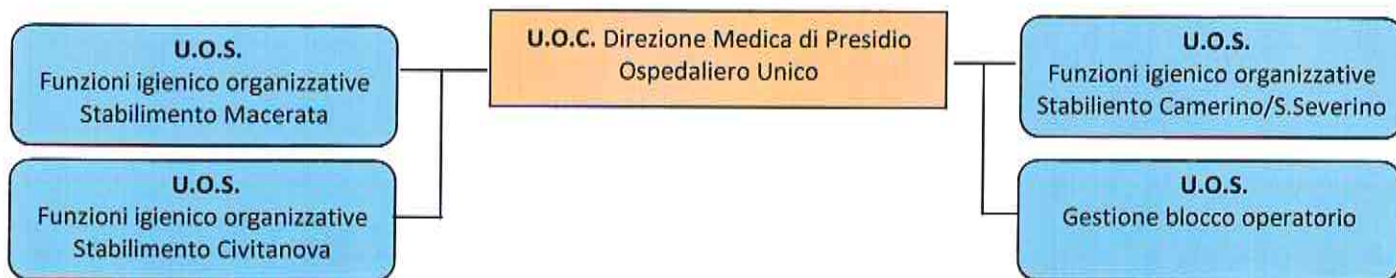 U.O.S.
Funzioni igienico organizzative
Stabilimento Macerata
U.O.S.
Funzioni igienico organizzative
Stabilimento Civitanova
U.O.C. Direzione Medica di Presidio
Ospedaliero Unico
U.O.S.
Funzioni igienico organizzative
Stabiliento Camerino/S.Severino
U.O.S.
Gestione blocco operatorio